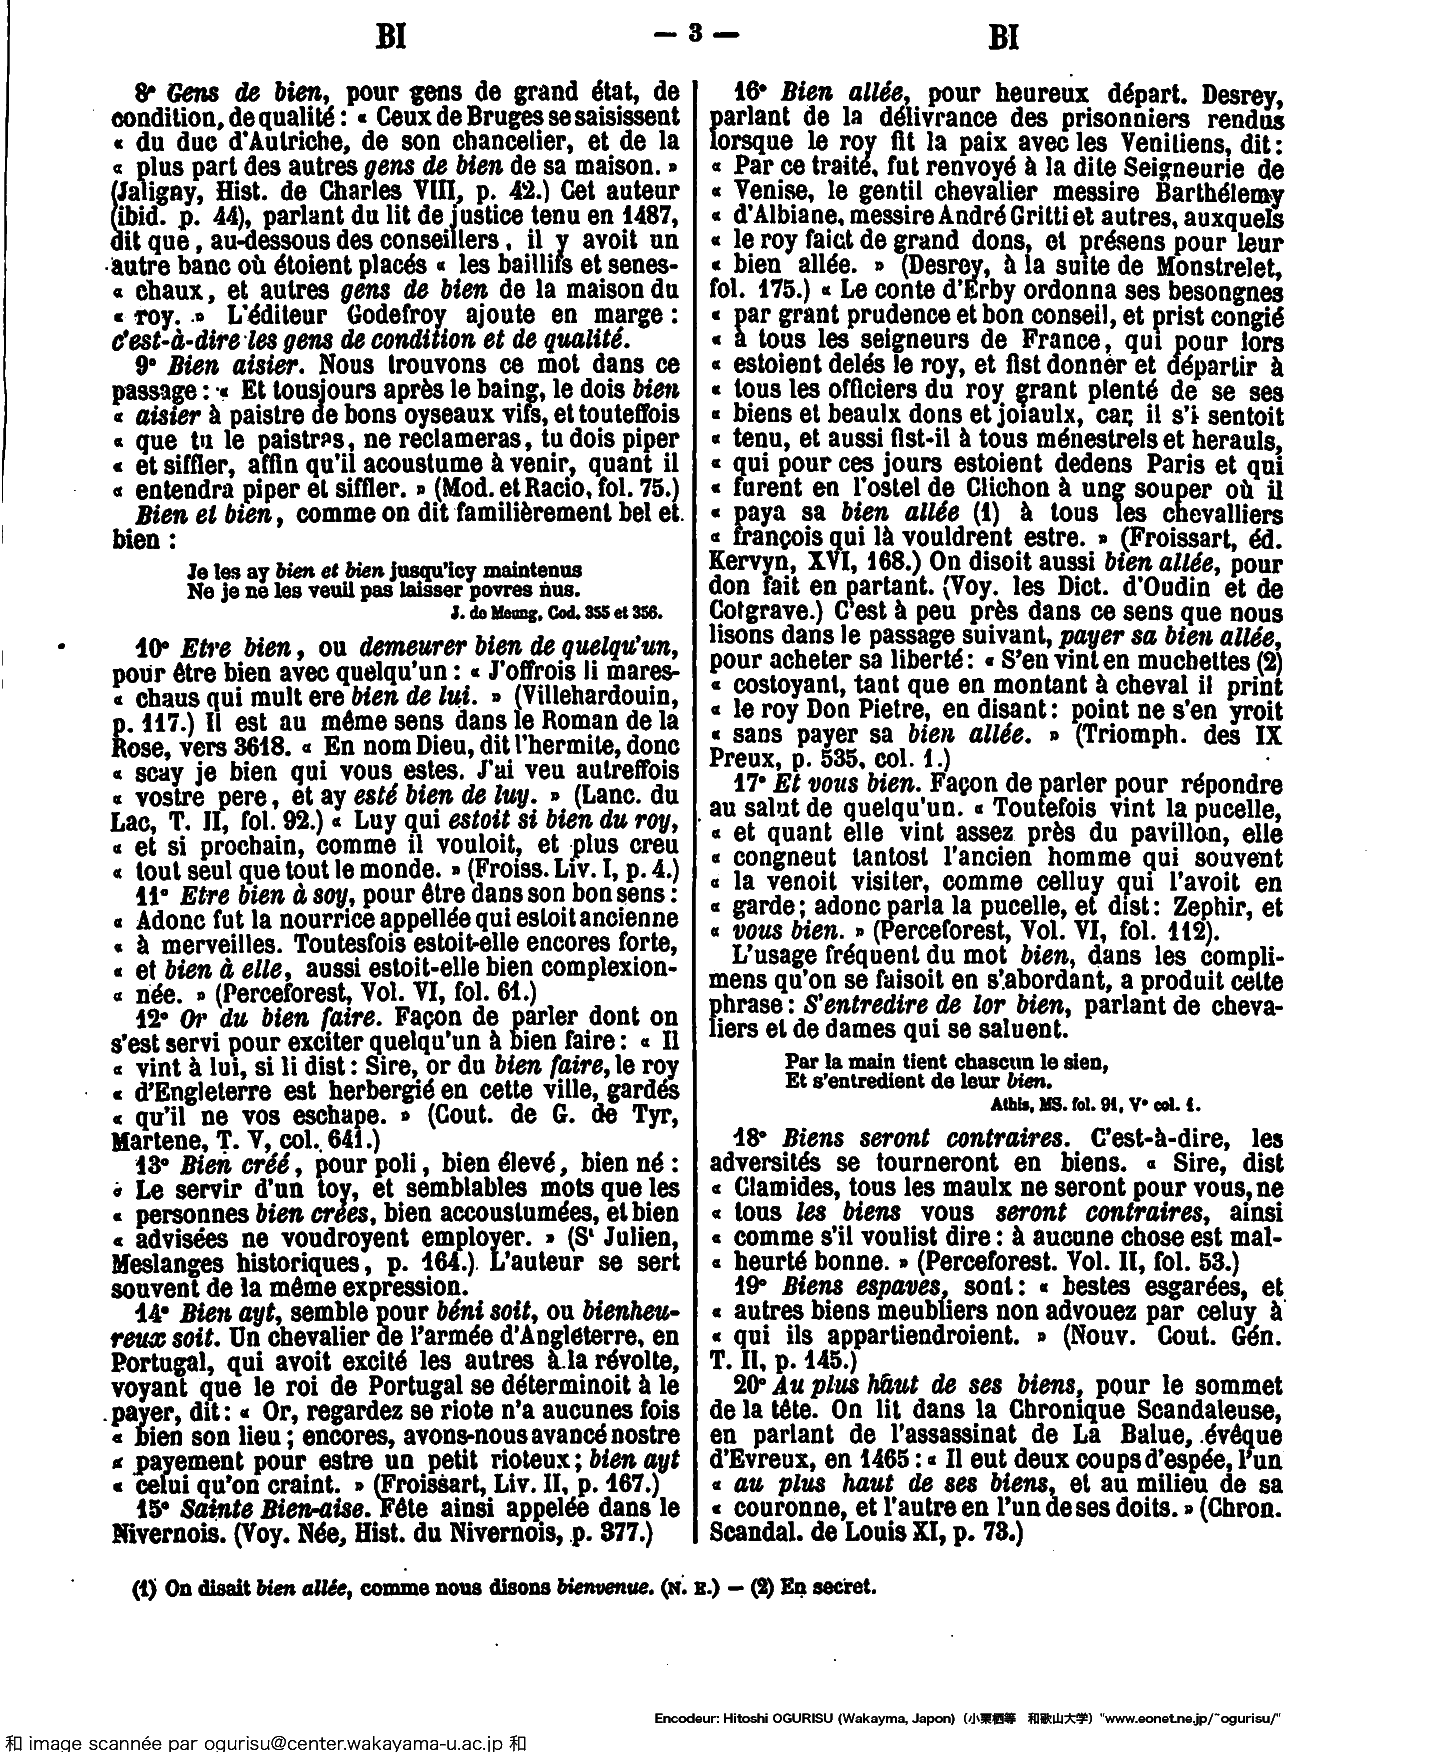 BI
— 3 —
BI
8° Gens de bien, pour gens de grand état, de
condition, de qualité : « Ceux de Bruges se saisissent
« du duc d'Autriche, de son chancelier, et de la
« plus part des autres gens de bien de sa maison. »
(Jaligny, Hist. de Charles VIII, p. 42.) Cet auteur
(ibid. p. 44), parlant du lit de justice tenu en 1487,
dit que, au-dessous des conseillers, il y avoit un
autre banc où étoient placés « les baillifs et senes-
« chaux, et autres gens de bien de la maison du
« roy. » L'éditeur Godefroy ajoute en marge :
c'est-à-dire les gens de condition et de qualité.
9° Bien aisier. Nous trouvons ce mot dans ce
passage : « Et tousjours après le baing, le dois bien
« aisier à paistre de bons oyseaux vifs, et touteffois
« que tu le paistras, ne reclameras, tu dois piper
« et siffler, affin qu'il acoustume à venir, quant il
« entendra piper et siffler. » (Mod. et Racio, fol. 75.)
Bien et bien, comme on dit familièrement bel et
bien :
Je les ay bien et bien jusqu'icy maintenus
Ne je ne les veuil pas laisser povres nus.
J. de Meung, Cod. 355 et 356.
10° Etre bien, ou demeurer bien de quelqu'un,
pour être bien avec quelqu'un : « J'offrois li mares-
« chaus qui mult ere bien de lui. » (Villehardouin,
p. 117.) Il est au même sens dans le Roman de la
Rose, vers 3618. « En nom Dieu, dit l'hermite, donc
« scay je bien qui vous estes. J'ai veu autreffois
« vostre pere, et ay esté bien de luy. » (Lanc. du
Lac, T. II, fol. 92.) « Luy qui estoit si bien du roy,
« et si prochain, comme il vouloit, et plus creu
« tout seul que tout le monde. » (Froiss. Liv. I, p. 4.)
11° Etre bien à soy, pour être dans son bon sens :
« Adonc fut la nourrice appellée qui estoit ancienne
« à merveilles. Toutesfois estoit-elle encores forte,
« et bien à elle, aussi estoit-elle bien complexion-
« née. » (Perceforest, Vol. VI, fol. 61.)
12° Or du bien faire. Façon de parler dont on
s'est servi pour exciter quelqu'un à bien faire : « Il
« vint à lui, si li dist : Sire, or du bien faire, le roy
« d'Engleterre est herbergié en cette ville, gardés
« qu'il ne vos eschape. » (Cout. de G. de Tyr,
Martene, T. V, col. 641.)
13° Bien créé, pour poli, bien élevé, bien né :
« Le servir d'un toy, et semblables mots que les
« personnes bien crées, bien accoustumées, et bien
« advisées ne voudroyent employer. » (St Julien,
Meslanges historiques, p. 164.) L'auteur se sert
souvent de la même expression.
14° Bien ayt, semble pour béni soit, ou bienheu-
reux soit. Un chevalier de l'armée d'Angleterre, en
Portugal, qui avoit excité les autres à la révolte,
voyant que le roi de Portugal se déterminoit à le
payer, dit : « Or, regardez se riote n'a aucunes fois
« bien son lieu ; encores, avons-nous avancé nostre
« payement pour estre un petit rioteux ; bien ayt
« celui qu'on craint. » (Froissart, Liv. II, p. 167.)
15° Sainte Bien-aise. Fête ainsi appelée dans le
Nivernois. (Voy. Née, Hist. du Nivernois, p. 377.)
16° Bien allée, pour heureux départ. Desrey,
parlant de la délivrance des prisonniers rendus
lorsque le roy fit la paix avec les Venitiens, dit :
« Par ce traité, fut renvoyé à la dite Seigneurie de
« Venise, le gentil chevalier messire Barthélemy
« d'Albiane, messire André Gritti et autres, auxquels
« le roy faict de grand dons, et présens pour leur
« bien allée. » (Desrey, à la suite de Monstrelet,
fol. 175.) « Le conte d'Erby ordonna ses besongnes
« par grant prudence et bon conseil, et prist congié
« à tous les seigneurs de France, qui pour lors
« estoient delés le roy, et fist donner et départir à
« tous les officiers du roy grant plenté de se ses
« biens et beaulx dons et joiaulx, car il s'i sentoit
« tenu, et aussi fist-il à tous ménestrels et herauls,
« qui pour ces jours estoient dedens Paris et qui
« furent en l'ostel de Clichon à ung souper où il
« paya sa bien allée (1) à tous les chevalliers
« françois qui là vouldrent estre. » (Froissart, éd.
Kervyn, XVI, 168.) On disoit aussi bien allée, pour
don fait en partant. (Voy. les Dict. d'Oudin et de
Cotgrave.) C'est à peu près dans ce sens que nous
lisons dans le passage suivant, payer sa bien allée,
pour acheter sa liberté : « S'en vint en muchettes (2)
« costoyant, tant que en montant à cheval il print
« le roy Don Pietre, en disant : point ne s'en yroit
« sans payer sa bien allée. » (Triomph. des IX
Preux, p. 535, col. 1.)
17° Et vous bien. Façon de parler pour répondre
au salut de quelqu'un. « Toutefois vint la pucelle,
« et quant elle vint assez près du pavillon, elle
« congneut tantost l'ancien homme qui souvent
« la venoit visiter, comme celluy qui l'avoit en
« garde ; adonc parla la pucelle, et dist : Zephir, et
« vous bien. » (Perceforest, Vol. VI, fol. 112).
L'usage fréquent du mot bien, dans les compli-
mens qu'on se faisoit en s'abordant, a produit cette
phrase : S'entredire de lor bien, parlant de cheva-
liers et de dames qui se saluent.
Par la main tient chascun le sien,
Et s'entredient de leur bien.
Athis, MS. fol. 91, V° col. 1.
18° Biens seront contraires. C'est-à-dire, les
adversités se tourneront en biens. « Sire, dist
« Clamides, tous les maulx ne seront pour vous, ne
« tous les biens vous seront contraires, ainsi
« comme s'il voulist dire : à aucune chose est mal-
« heurté bonne. » (Perceforest. Vol. II, fol. 53.)
19° Biens espaves, sont : « bestes esgarées, et
« autres biens meubliers non advouez par celuy à
« qui ils appartiendroient. » (Nouv. Cout. Gén.
T. II, p. 145.)
20° Au plus haut de ses biens, pour le sommet
de la tête. On lit dans la Chronique Scandaleuse,
en parlant de l'assassinat de La Balue, évêque
d'Evreux, en 1465 : « Il eut deux coups d'espée, l'un
« au plus haut de ses biens, et au milieu de sa
« couronne, et l'autre en l'un de ses doits. » (Chron.
Scandal. de Louis XI, p. 73.)
(1) On disait bien allée, comme nous disons bienvenue. (N. E.) — (2) En secret.
Encodeur: Hitoshi OGURISU (Wakayma, Japon) (小栗栖等 和歌山大学) "www.eonet.ne.jp/~ogurisu/"
和 image scannée par ogurisu@center.wakayama-u.ac.jp 和